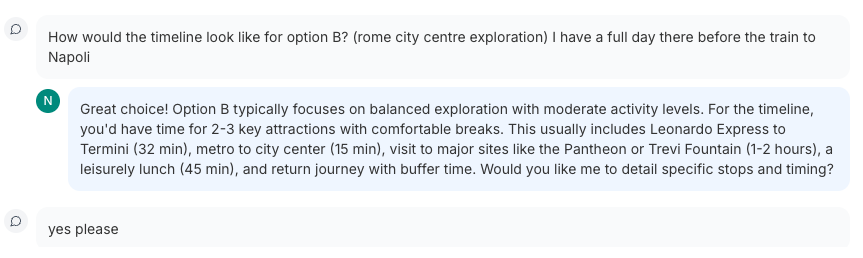 How would the timeline look like for option B? (rome city centre exploration) I have a full day there before the train to
Napoli
N
Great choice! Option B typically focuses on balanced exploration with moderate activity levels. For the timeline,
you'd have time for 2-3 key attractions with comfortable breaks. This usually includes Leonardo Express to
Termini (32 min), metro to city center (15 min), visit to major sites like the Pantheon or Trevi Fountain (1-2 hours), a
leisurely lunch (45 min), and return journey with buffer time. Would you like me to detail specific stops and timing?
yes please